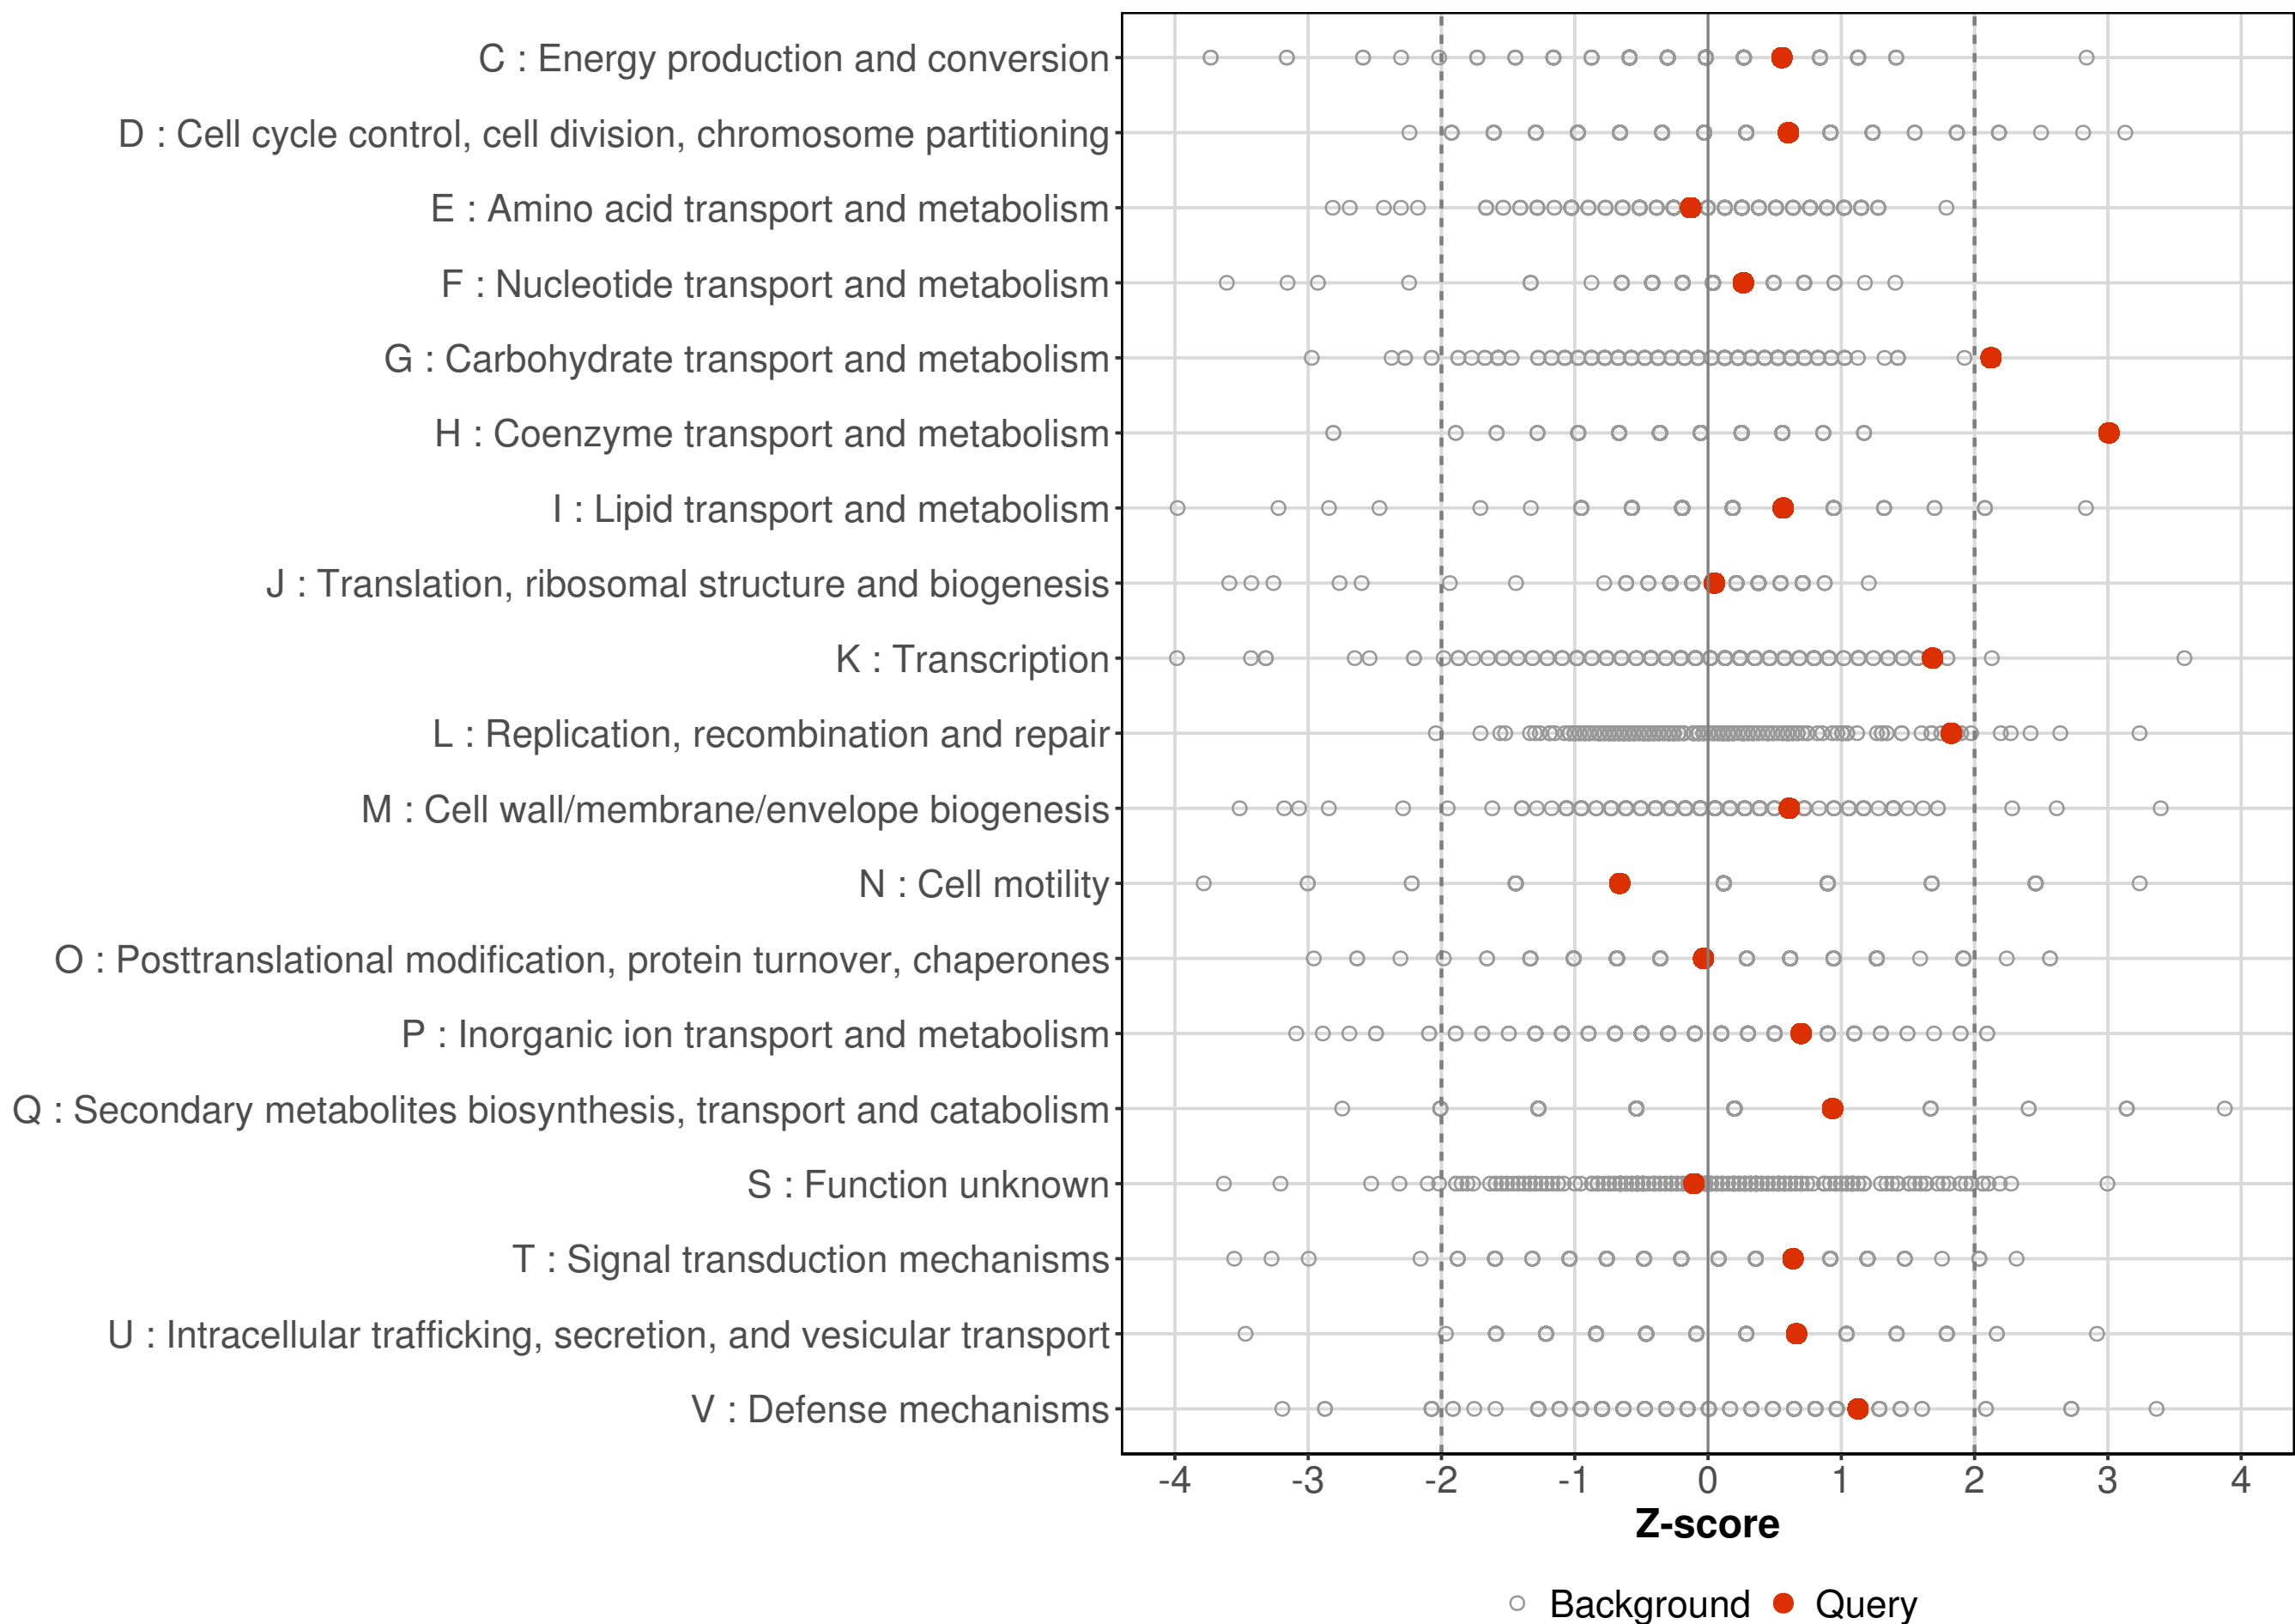 C : Energy production and conversion
D : Cell cycle control, cell division, chromosome partitioning
E : Amino acid transport and metabolism
F : Nucleotide transport and metabolism
G : Carbohydrate transport and metabolism
H : Coenzyme transport and metabolism
I : Lipid transport and metabolism
J : Translation, ribosomal structure and biogenesis
K : Transcription
L : Replication, recombination and repair
M : Cell wall/membrane/envelope biogenesis
N : Cell motility
O : Posttranslational modification, protein turnover, chaperones
P : Inorganic ion transport and metabolism
Q : Secondary metabolites biosynthesis, transport and catabolism
S : Function unknown
T : Signal transduction mechanisms
U : Intracellular trafficking, secretion, and vesicular transport
V : Defense mechanisms
-4 -3 -2 -1 0 1 2 3 4
Z-score
Background Query